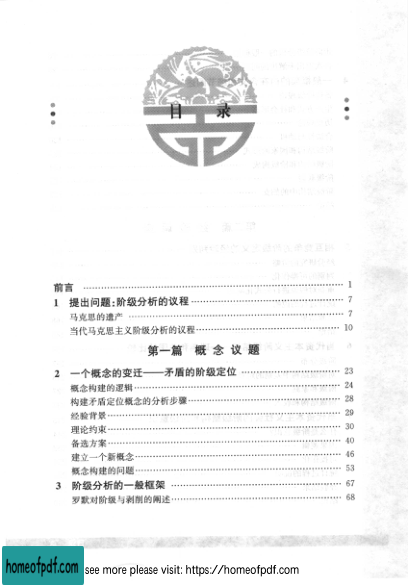 目 录
前言 1
1 提出问题:阶级分析的议程 7
马克思的遗产 7
当代马克思主义阶级分析的议程 10
第一篇 概念议题
2 一个概念的变迁——矛盾的阶级定位 23
概念构建的逻辑 24
构建矛盾定位概念的分析步骤 28
经验背景 29
理论约束 30
备选方案 40
建立一个新概念 46
概念构建的问题 53
3 阶级分析的一般框架 67
罗默对阶级与剥削的阐述 68
homeofpdf.com
see more please visit: https://homeofpdf.com